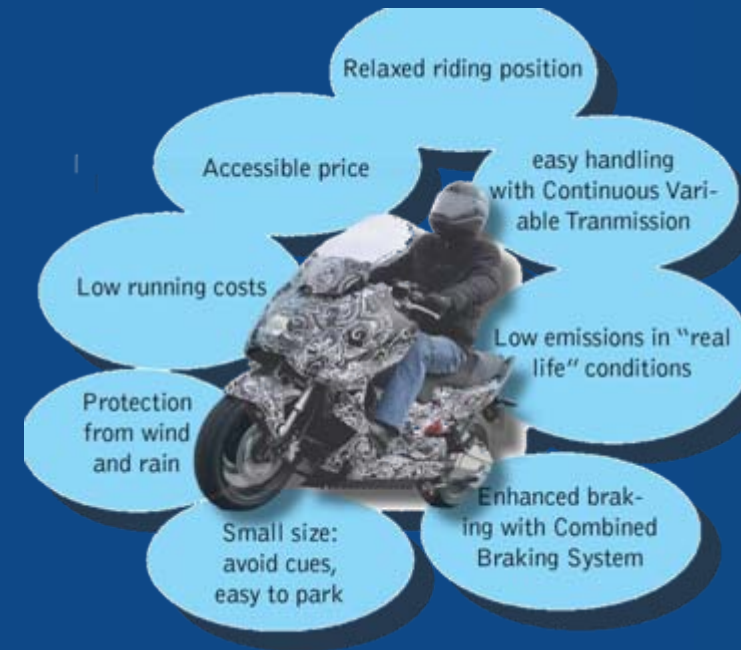 Relaxed riding position
Accessible price
easy handling
with Continuous Vari-
able Tranmission
Low running costs
Low emissions in “real
life” conditions
Protection
from wind
and rain
Enhanced brak-
ing with Combined
Braking System
Small size:
avoid cues,
easy to park